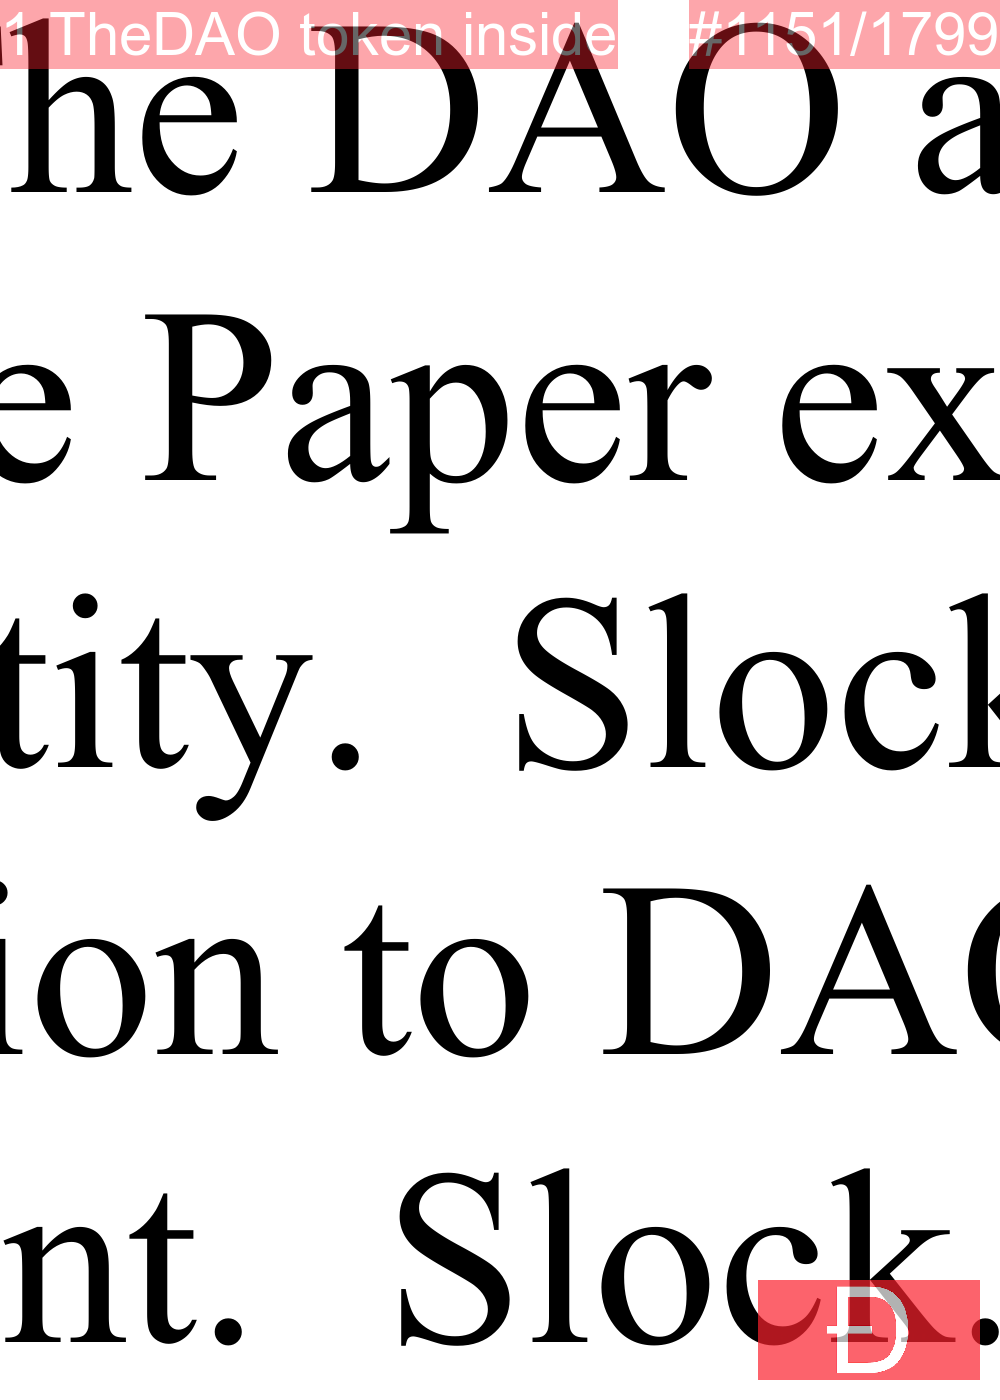 1 TheDAO token inside #1151/1799
he DAO a
e Paper ex
tity. Slock
ion to DAO
nt. Slock.
Đ